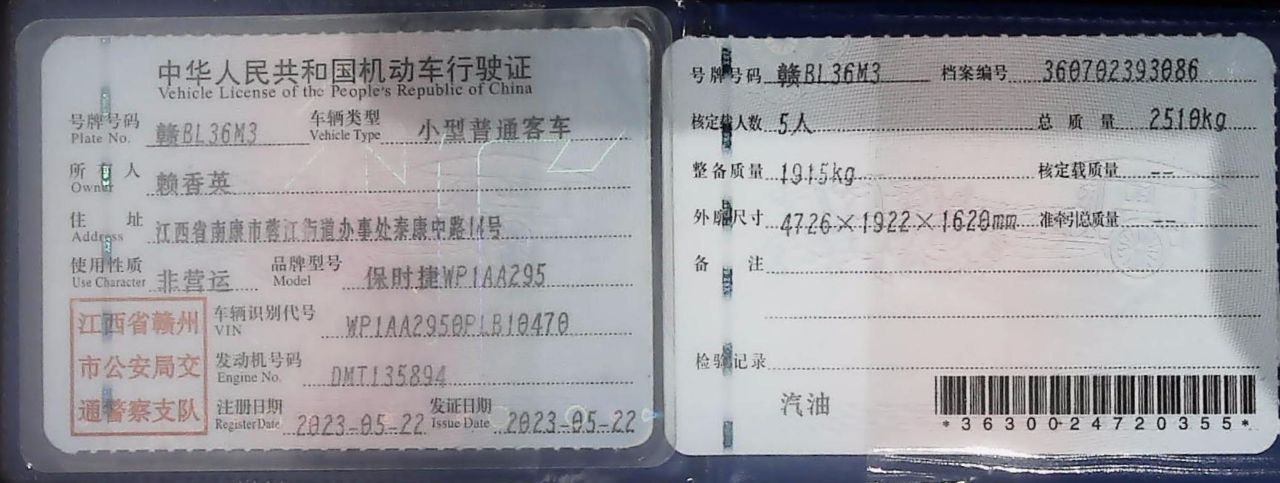 中华人民共和国机动车行驶证
Vehicle License of the People's Republic of China
号牌号码 赣BL36M3 车辆类型 小型普通客车
Plate No. Vehicle Type
所有人 赖香英
Owner
住址 江西省南康市蓉江街道办事处泰康中路14号
Address
使用性质 非营运 品牌型号 保时捷WP1AA295
Use Character Model
江西省赣州
市公安局交
通警察支队
车辆识别代号 WP1AA2950PLB10470
VIN
发动机号码 DMT135894
Engine No.
注册日期 2023-05-22 发证日期 2023-05-22
Register Date Issue Date
号牌号码 赣BL36M3 档案编号 360702393086
核定载人数 5人 总质量 2510kg
整备质量 1915kg 核定载质量 --
外廓尺寸 4726×1922×1620mm 准牵引总质量 --
备注
检验记录
汽油
*3630024720355*